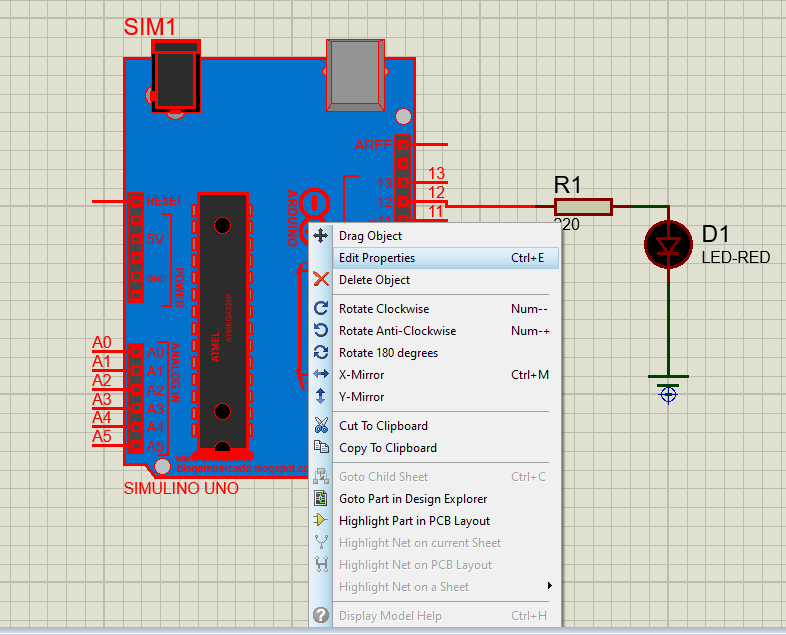 SIM1
AREF
13
13
12
12
11
11
RESET
5V
GND
POWER
ARDUINO
ATMEL
ATMEGA328P
ANALOG IN
A0
A0
A1
A1
A2
A2
A3
A3
A4
A4
A5
A5
blogembarcado.blogspot.co
SIMULINO UNO
R1
220
D1
LED-RED
Drag Object
Edit Properties Ctrl+E
Delete Object
Rotate Clockwise Num--
Rotate Anti-Clockwise Num-+
Rotate 180 degrees
X-Mirror Ctrl+M
Y-Mirror
Cut To Clipboard
Copy To Clipboard
Goto Child Sheet Ctrl+C
Goto Part in Design Explorer
Highlight Part in PCB Layout
Highlight Net on current Sheet
Highlight Net on PCB Layout
Highlight Net on a Sheet
Display Model Help Ctrl+H